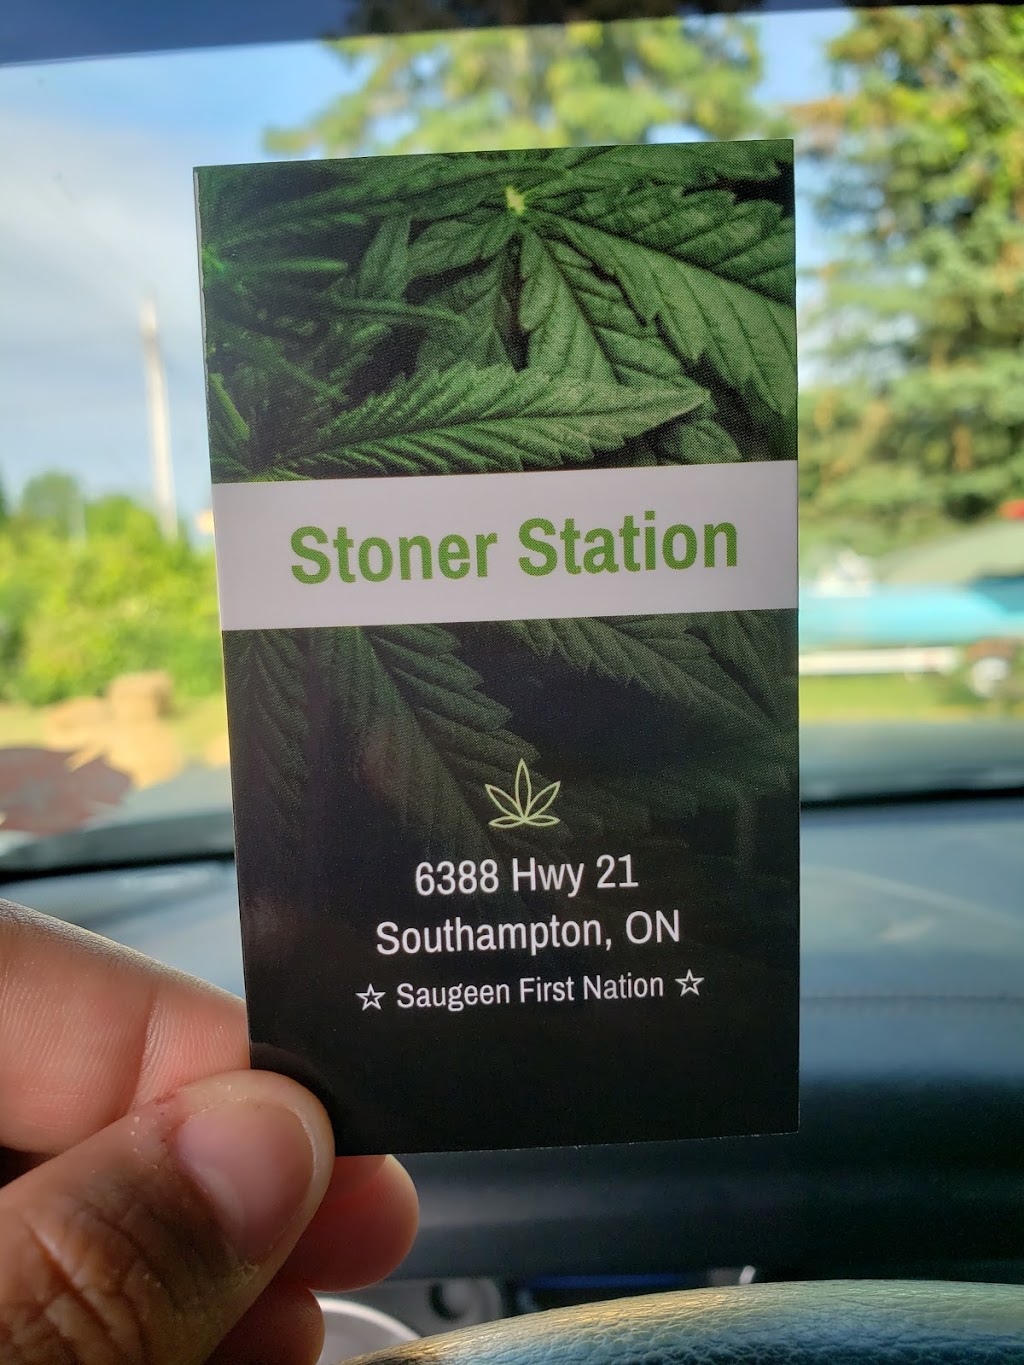 Stoner Station
6388 Hwy 21
Southampton, ON
☆ Saugeen First Nation ☆